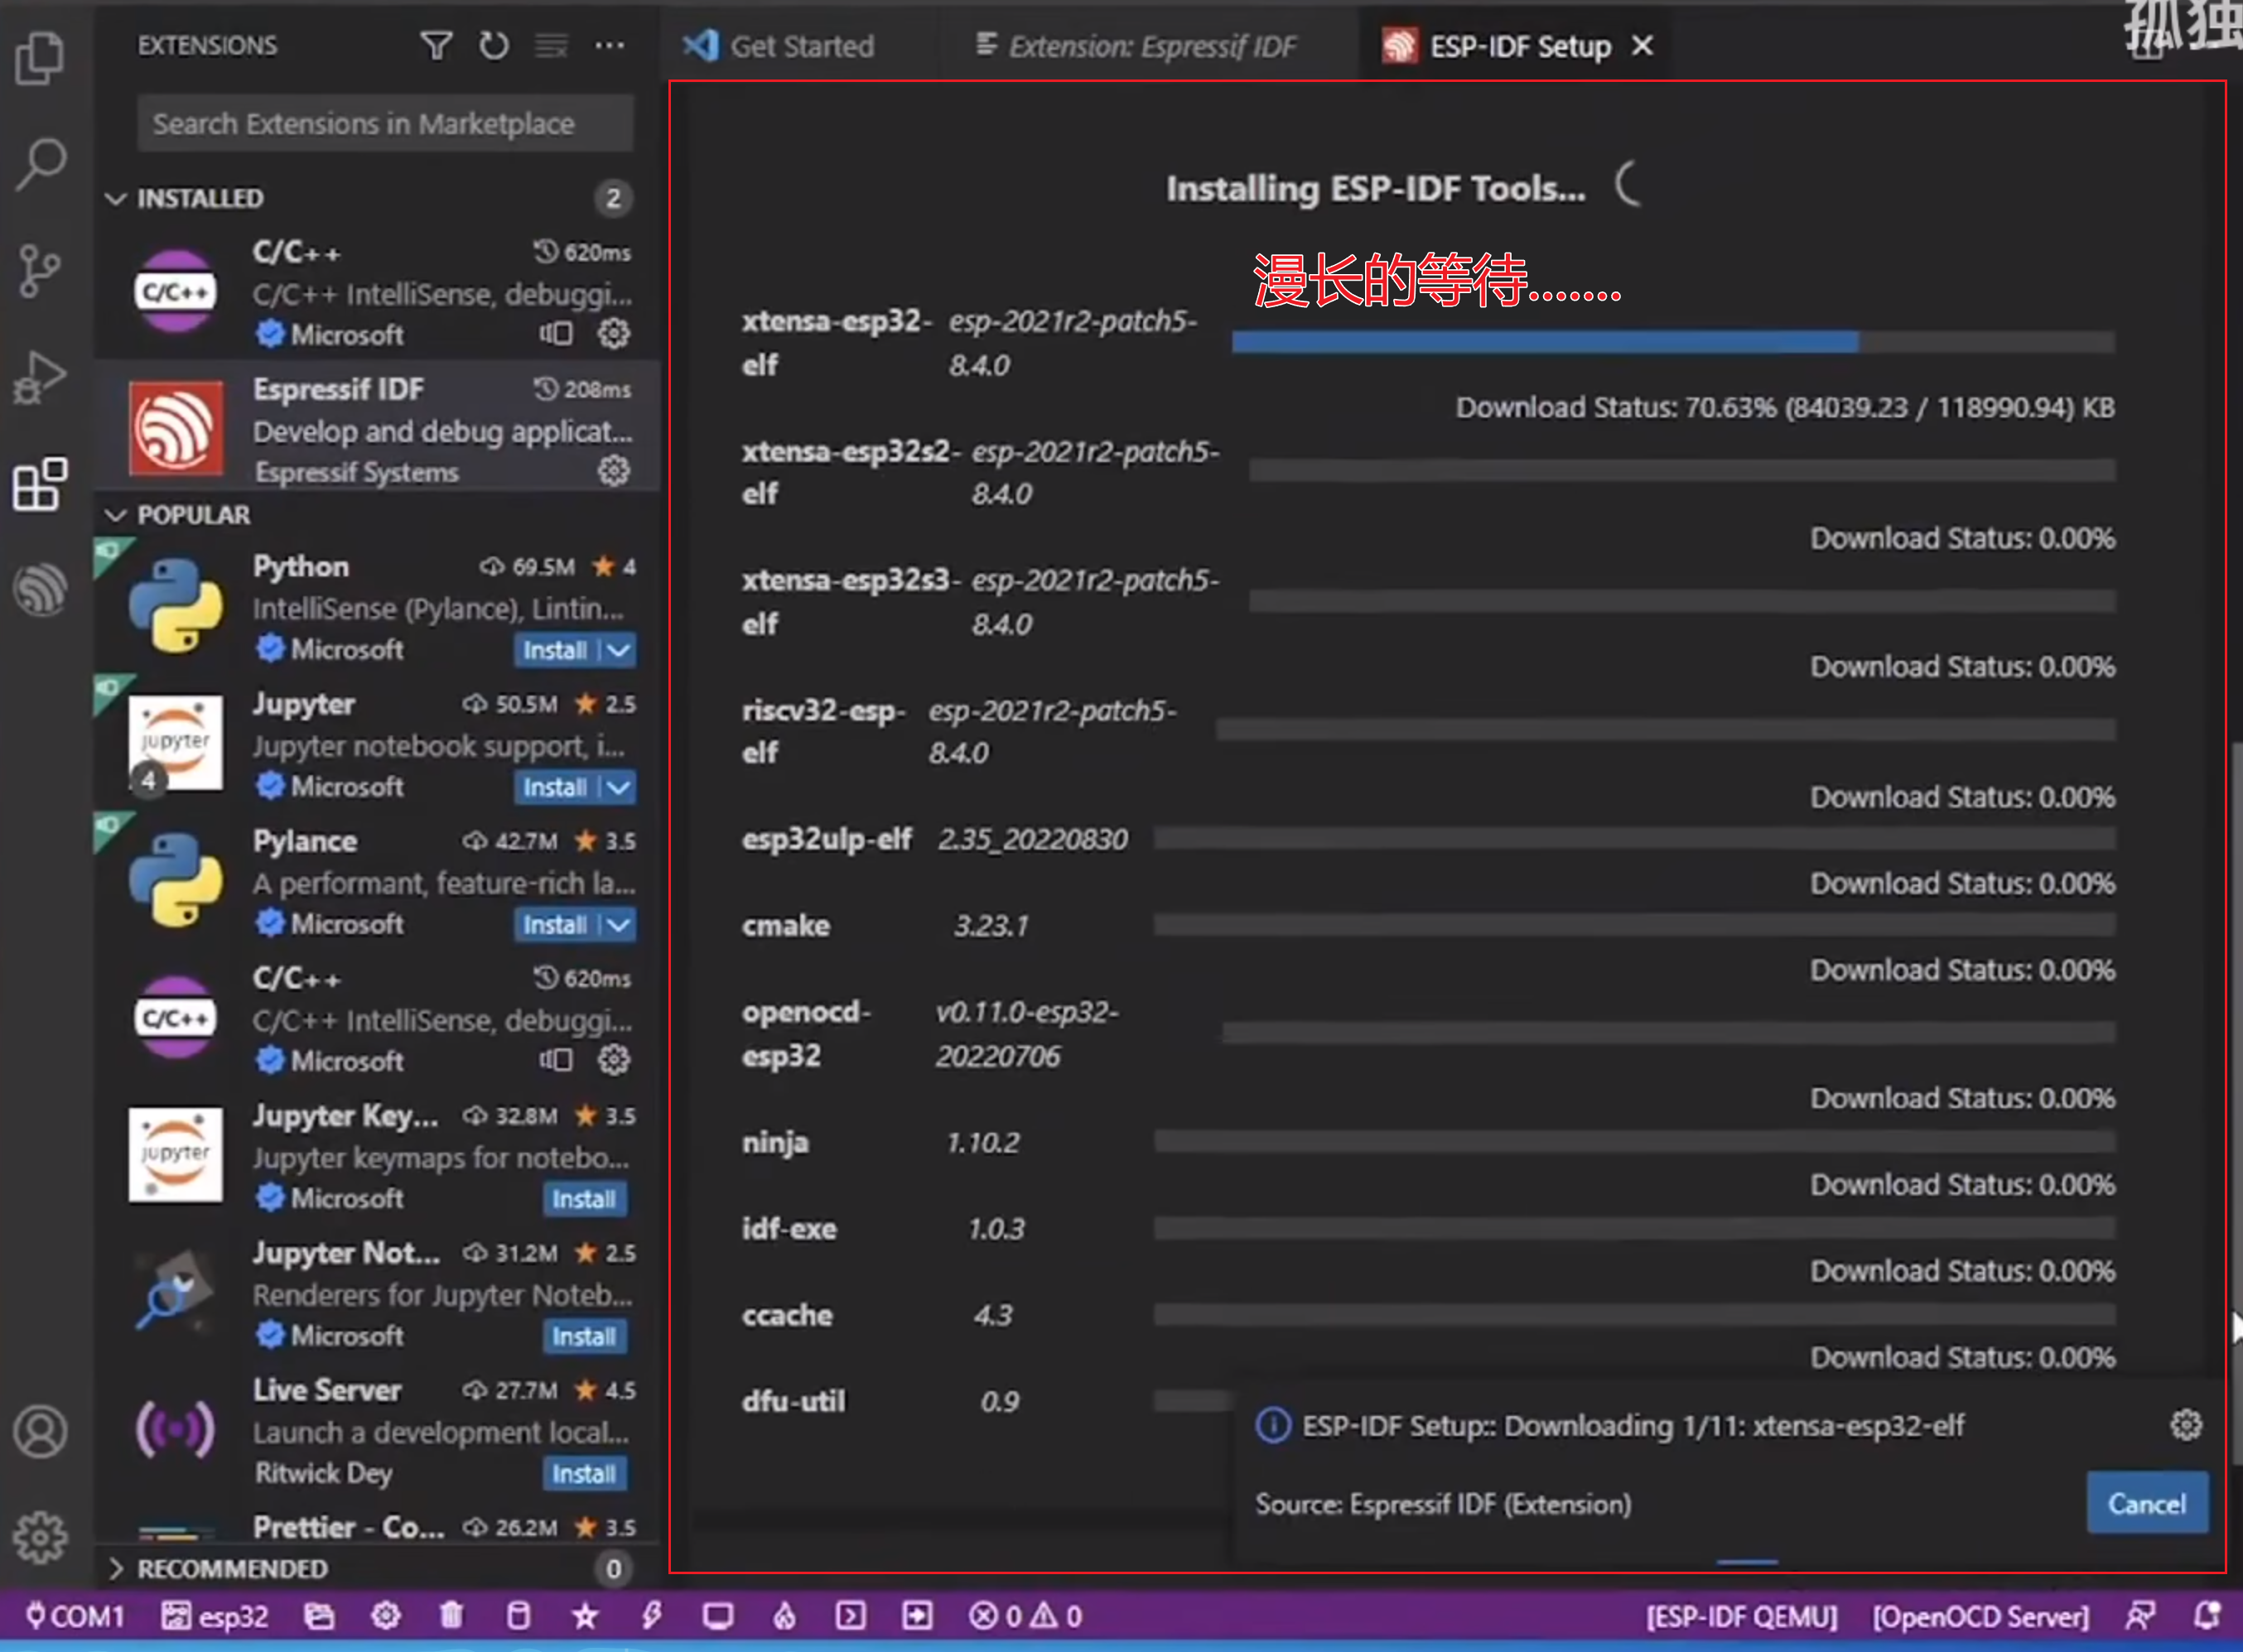 EXTENSIONS
Search Extensions in Marketplace
INSTALLED 2
C/C++ 620ms
C/C++ IntelliSense, debuggi...
Microsoft
Espressif IDF 208ms
Develop and debug applicat...
Espressif Systems
POPULAR
Python 69.5M 4
IntelliSense (Pylance), Lintin...
Microsoft Install
Jupyter 50.5M 2.5
Jupyter notebook support, i...
Microsoft Install
jupyter
4
Pylance 42.7M 3.5
A performant, feature-rich la...
Microsoft Install
C/C++ 620ms
C/C++ IntelliSense, debuggi...
Microsoft
Jupyter Key... 32.8M 3.5
Jupyter keymaps for notebo...
Microsoft Install
jupyter
Jupyter Not... 31.2M 2.5
Renderers for Jupyter Noteb...
Microsoft Install
Live Server 27.7M 4.5
Launch a development local...
Ritwick Dey Install
Prettier - Co... 26.2M 3.5
RECOMMENDED 0
Get Started
Extension: Espressif IDF
ESP-IDF Setup
孤独
Installing ESP-IDF Tools...
漫长的等待.......
xtensa-esp32- esp-2021r2-patch5-
elf 8.4.0
Download Status: 70.63% (84039.23 / 118990.94) KB
xtensa-esp32s2- esp-2021r2-patch5-
elf 8.4.0
Download Status: 0.00%
xtensa-esp32s3- esp-2021r2-patch5-
elf 8.4.0
Download Status: 0.00%
riscv32-esp- esp-2021r2-patch5-
elf 8.4.0
Download Status: 0.00%
esp32ulp-elf 2.35_20220830
Download Status: 0.00%
cmake 3.23.1
Download Status: 0.00%
openocd- v0.11.0-esp32-
esp32 20220706
Download Status: 0.00%
ninja 1.10.2
Download Status: 0.00%
idf-exe 1.0.3
Download Status: 0.00%
ccache 4.3
Download Status: 0.00%
dfu-util 0.9
ESP-IDF Setup:: Downloading 1/11: xtensa-esp32-elf
Source: Espressif IDF (Extension)
Cancel
COM1 esp32 0 0 [ESP-IDF QEMU] [OpenOCD Server]